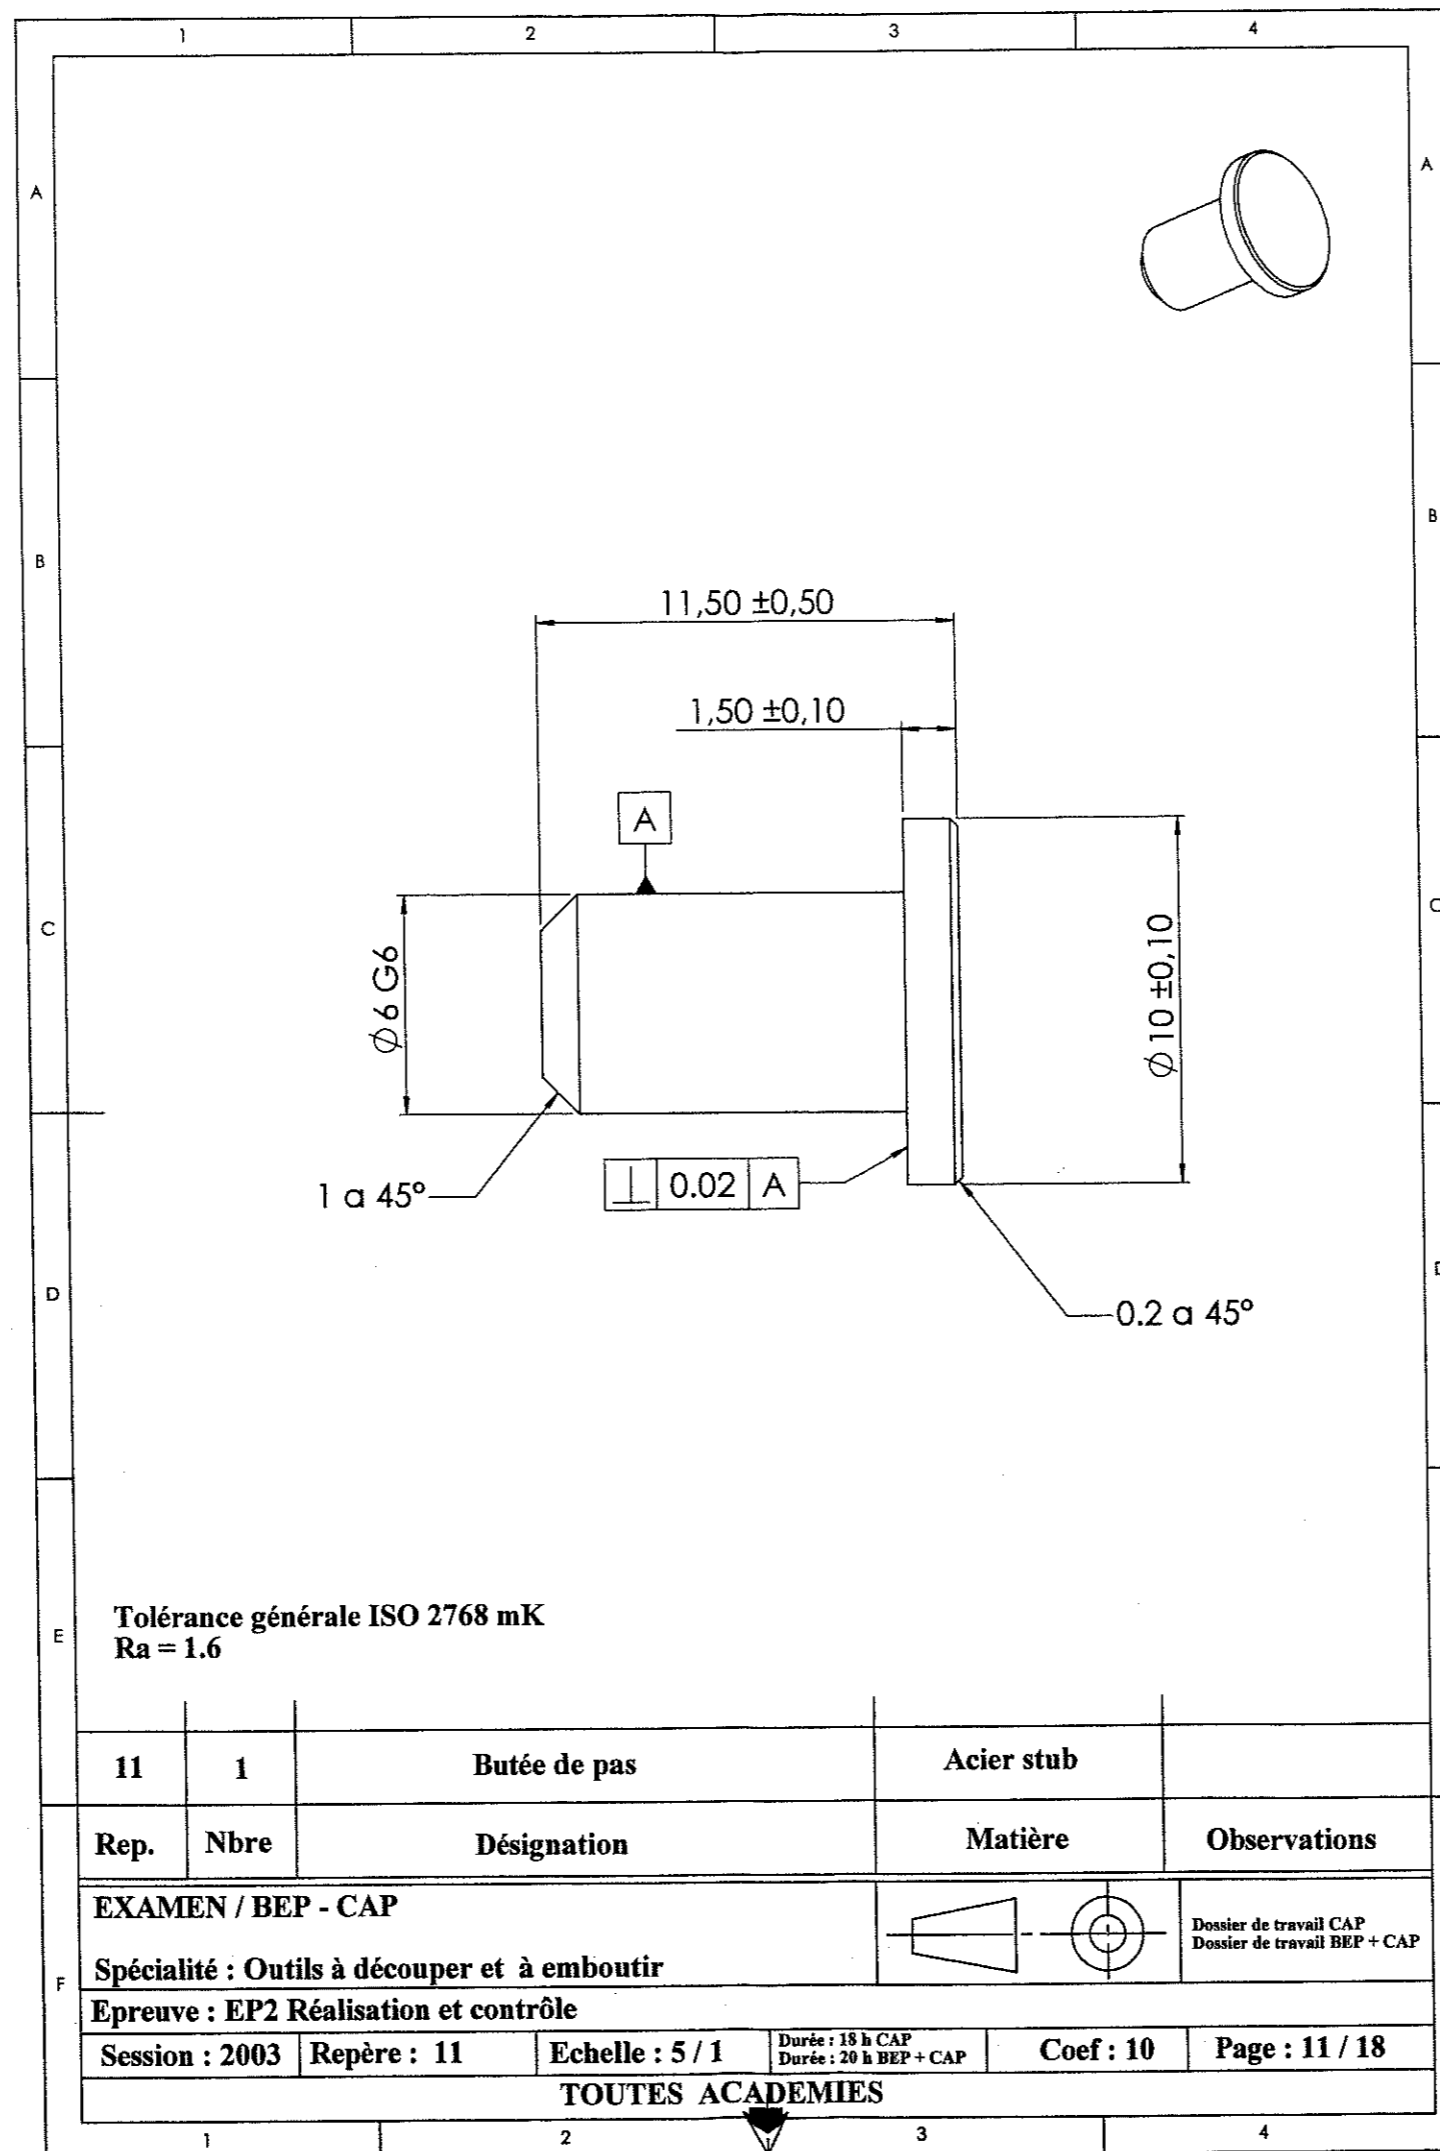 1 2 3 4
A A
B B
C C
D D
E
F
11,50 ±0,50
1,50 ±0,10
A
Ø6 G6
Ø10 ±0,10
1 a 45°
⊥ 0.02 A
0.2 a 45°
Tolérance générale ISO 2768 mK
Ra = 1.6
11 1 Butée de pas Acier stub
Rep. Nbre Désignation Matière Observations
EXAMEN / BEP - CAP
Spécialité : Outils à découper et à emboutir
Dossier de travail CAP
Dossier de travail BEP + CAP
Epreuve : EP2 Réalisation et contrôle
Session : 2003 Repère : 11 Echelle : 5 / 1
Durée : 18 h CAP
Durée : 20 h BEP + CAP
Coef : 10 Page : 11 / 18
TOUTES ACADEMIES
1 2 3 4